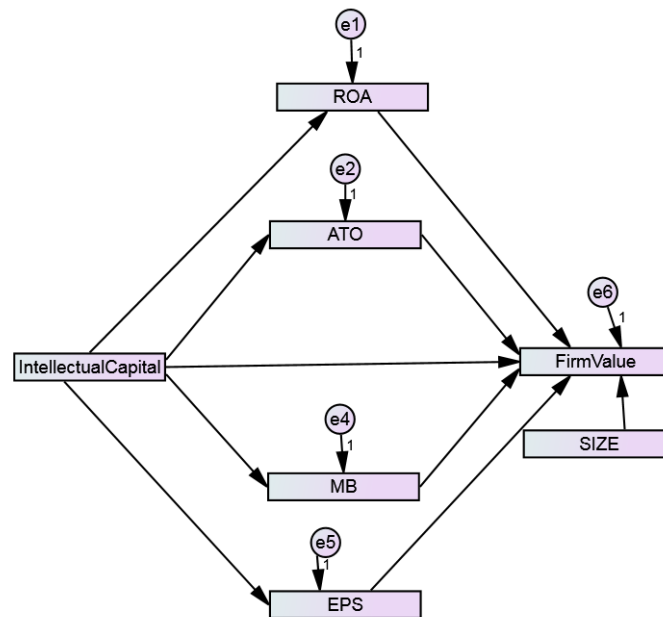 e1
1
ROA
e2
1
ATO
e6
1
IntellectualCapital
FirmValue
e4
1
MB
SIZE
e5
1
EPS